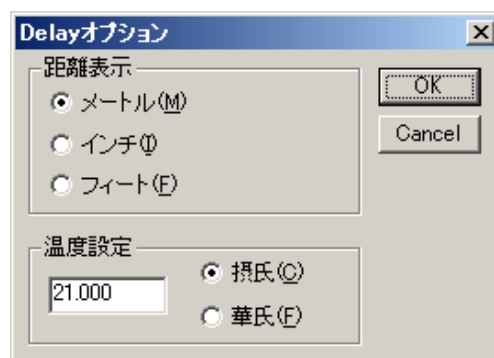 Delayオプション
距離表示
OK
メートル(M)
Cancel
インチ(I)
フィート(F)
温度設定
21.000
摂氏(C)
華氏(F)